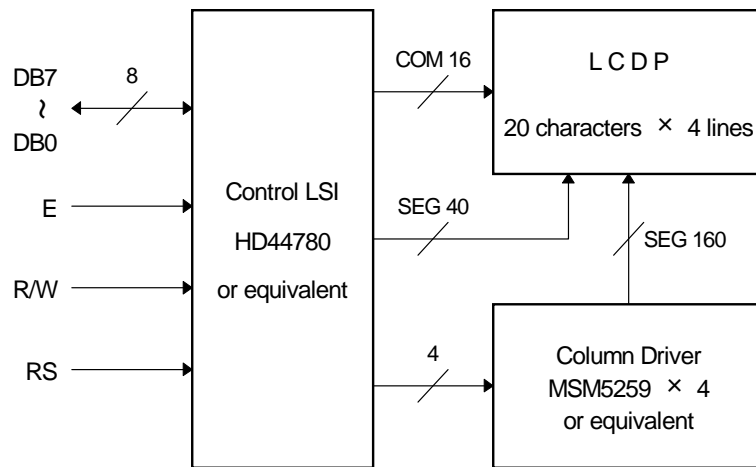 DB7
~
DB0
8
E
R/W
RS
Control LSI
HD44780
or equivalent
COM 16
SEG 40
4
L C D P
20 characters × 4 lines
SEG 160
Column Driver
MSM5259 × 4
or equivalent